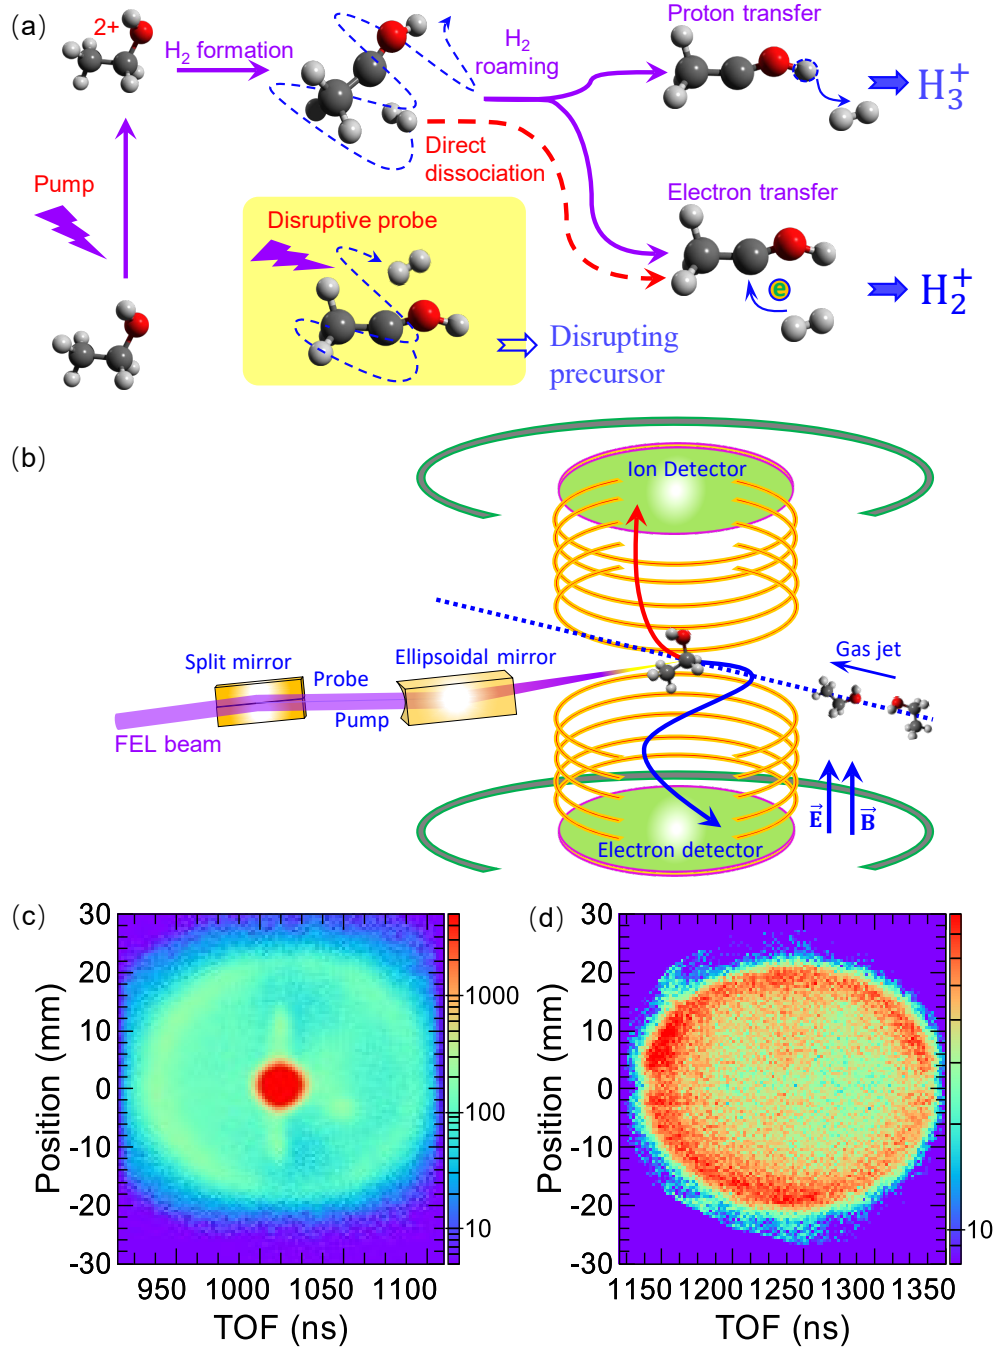 (a)
2+
H₂ formation
H₂
roaming
Proton transfer
H₃⁺
Pump
Direct
dissociation
Electron transfer
Disruptive probe
e
H₂⁺
Disrupting
precursor
(b)
Ion Detector
Split mirror
Ellipsoidal mirror
Probe
Pump
FEL beam
Gas jet
E⃗
B⃗
Electron detector
(c)
30
20
10
0
-10
-20
-30
Position (mm)
950 1000 1050 1100
TOF (ns)
1000
100
10
(d)
30
20
10
0
-10
-20
-30
Position (mm)
1150 1200 1250 1300 1350
TOF (ns)
10